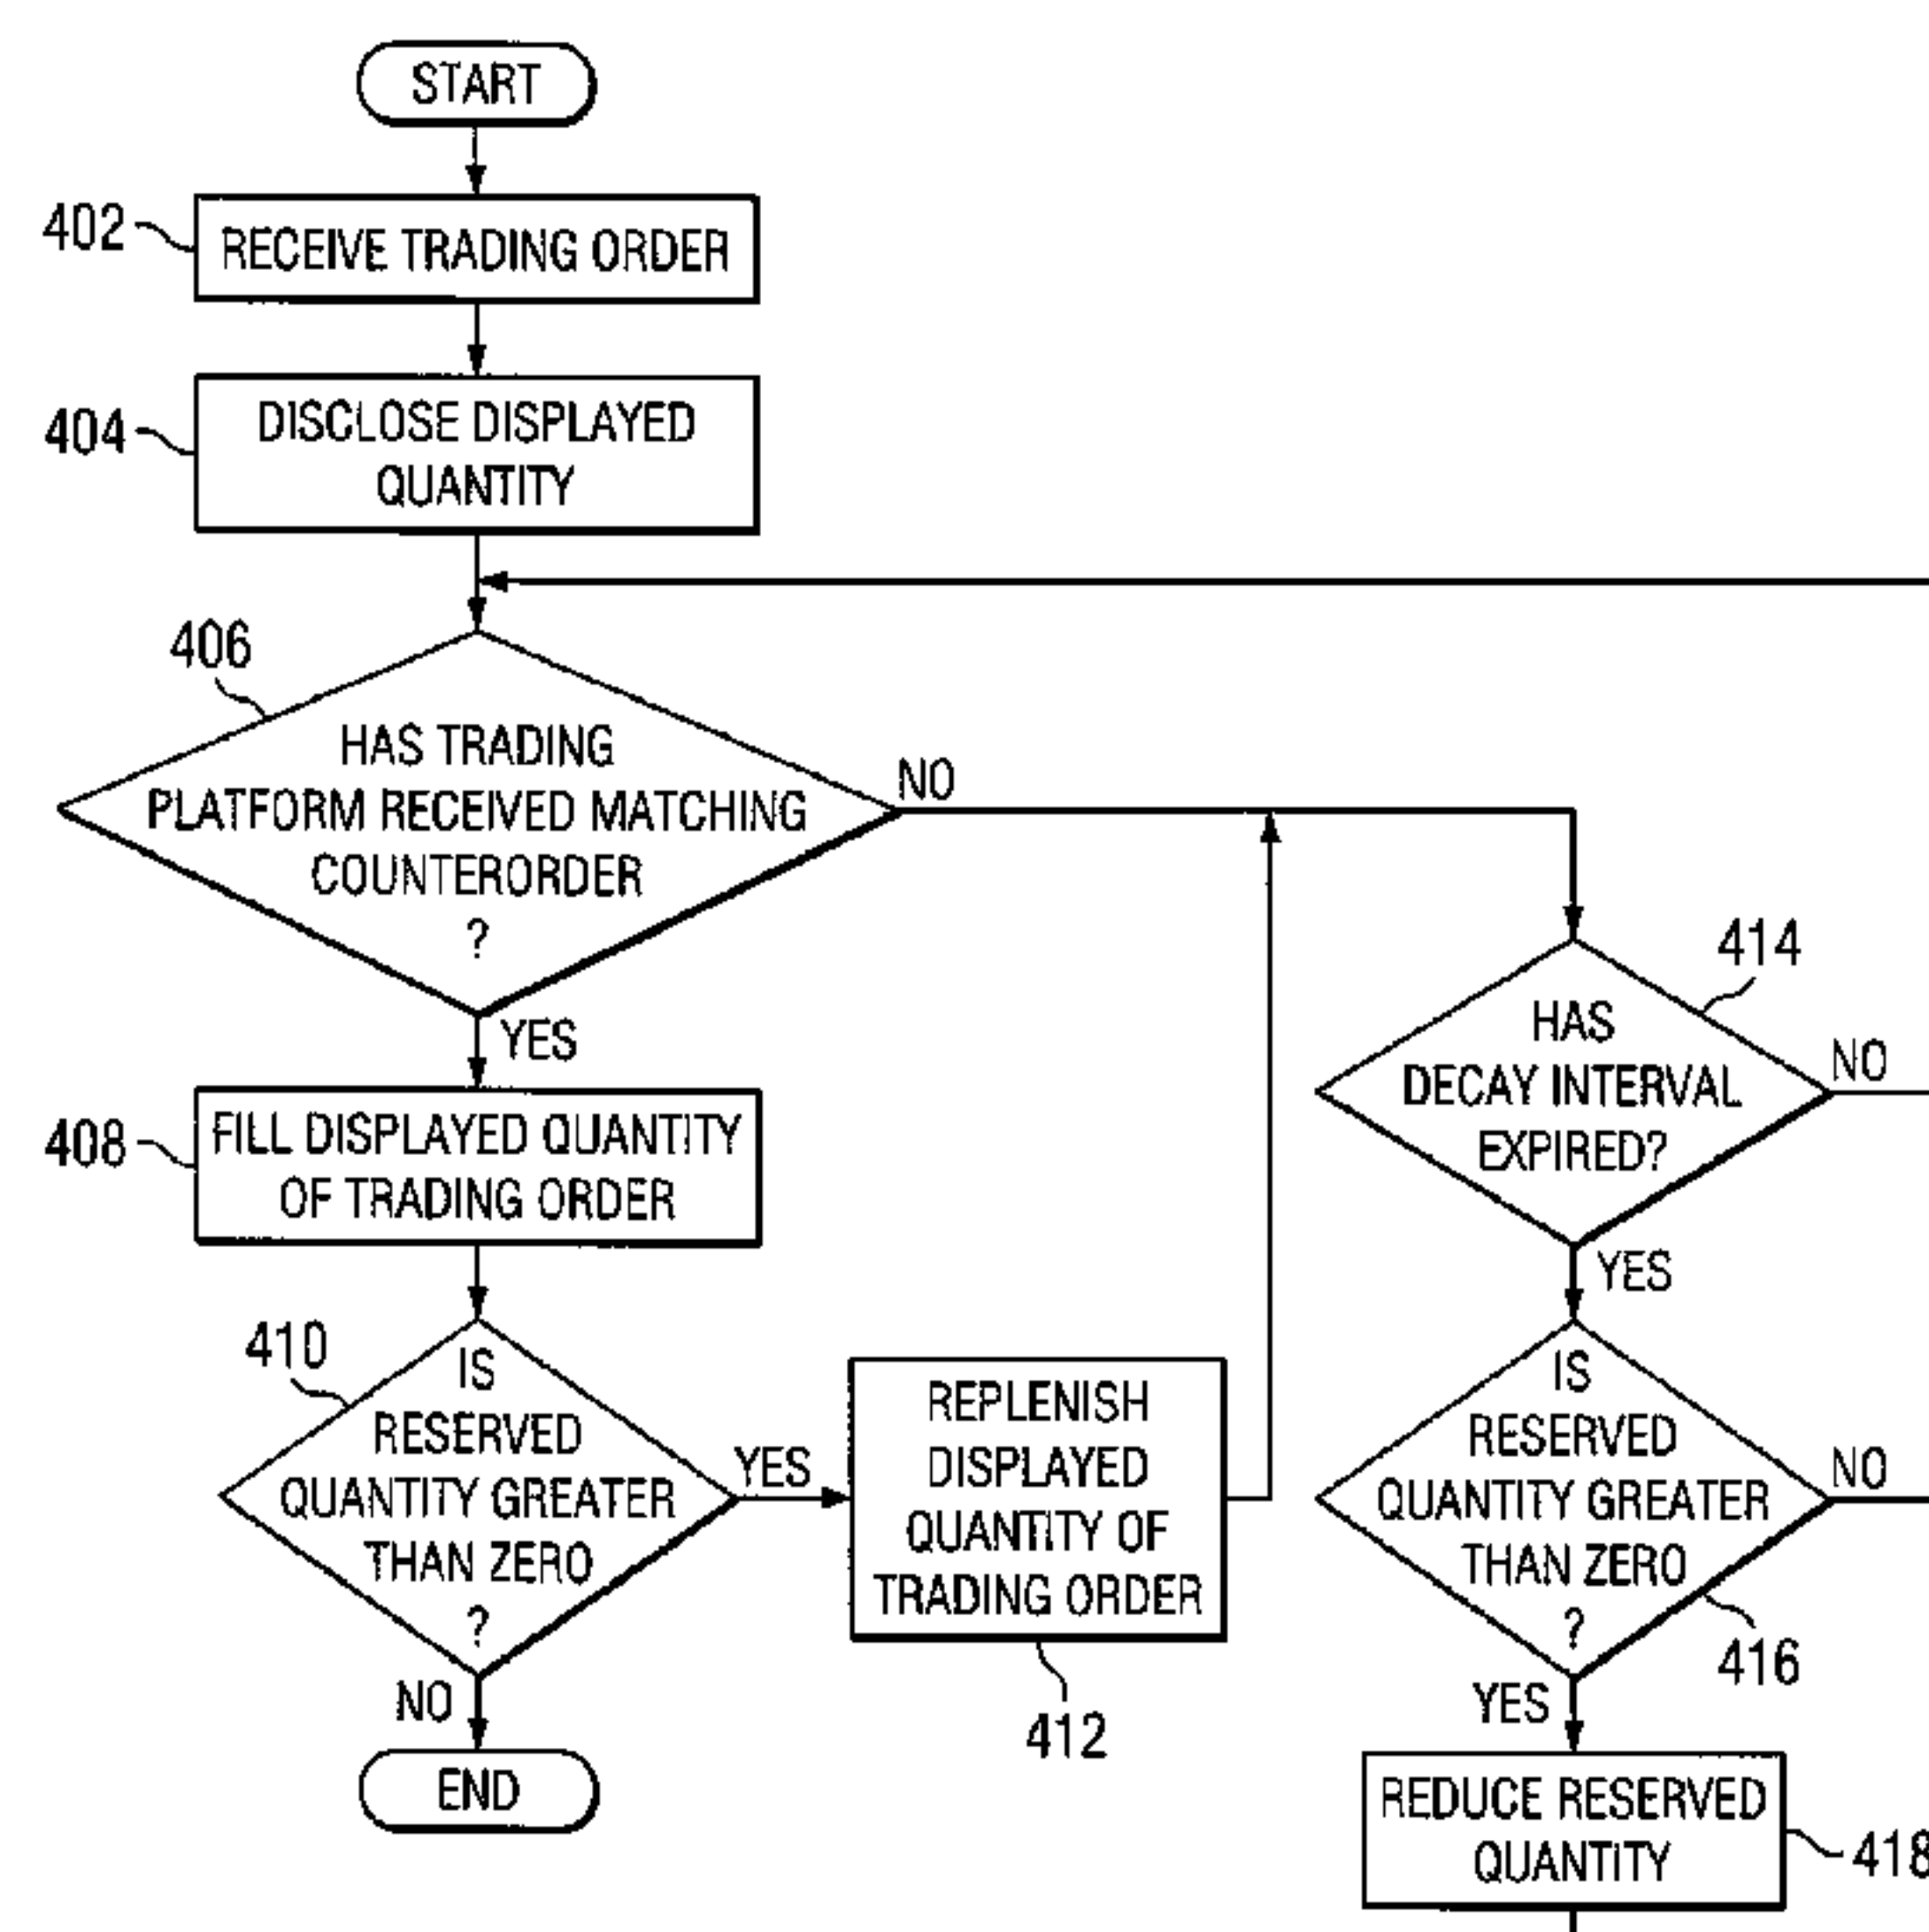 START
402
RECEIVE TRADING ORDER
404
DISCLOSE DISPLAYED
QUANTITY
406
HAS TRADING
PLATFORM RECEIVED MATCHING
COUNTERORDER
?
NO
YES
408
FILL DISPLAYED QUANTITY
OF TRADING ORDER
410
IS
RESERVED
QUANTITY GREATER
THAN ZERO
?
YES
NO
END
REPLENISH
DISPLAYED
QUANTITY OF
TRADING ORDER
412
414
HAS
DECAY INTERVAL
EXPIRED?
NO
YES
IS
RESERVED
QUANTITY GREATER
THAN ZERO
?
NO
416
YES
REDUCE RESERVED
QUANTITY
418